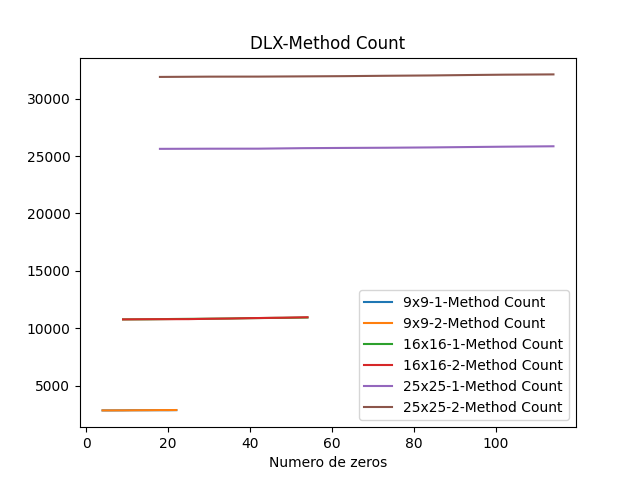 DLX-Method Count
30000
25000
20000
15000
10000
5000
9x9-1-Method Count
9x9-2-Method Count
16x16-1-Method Count
16x16-2-Method Count
25x25-1-Method Count
25x25-2-Method Count
0 20 40 60 80 100
Numero de zeros